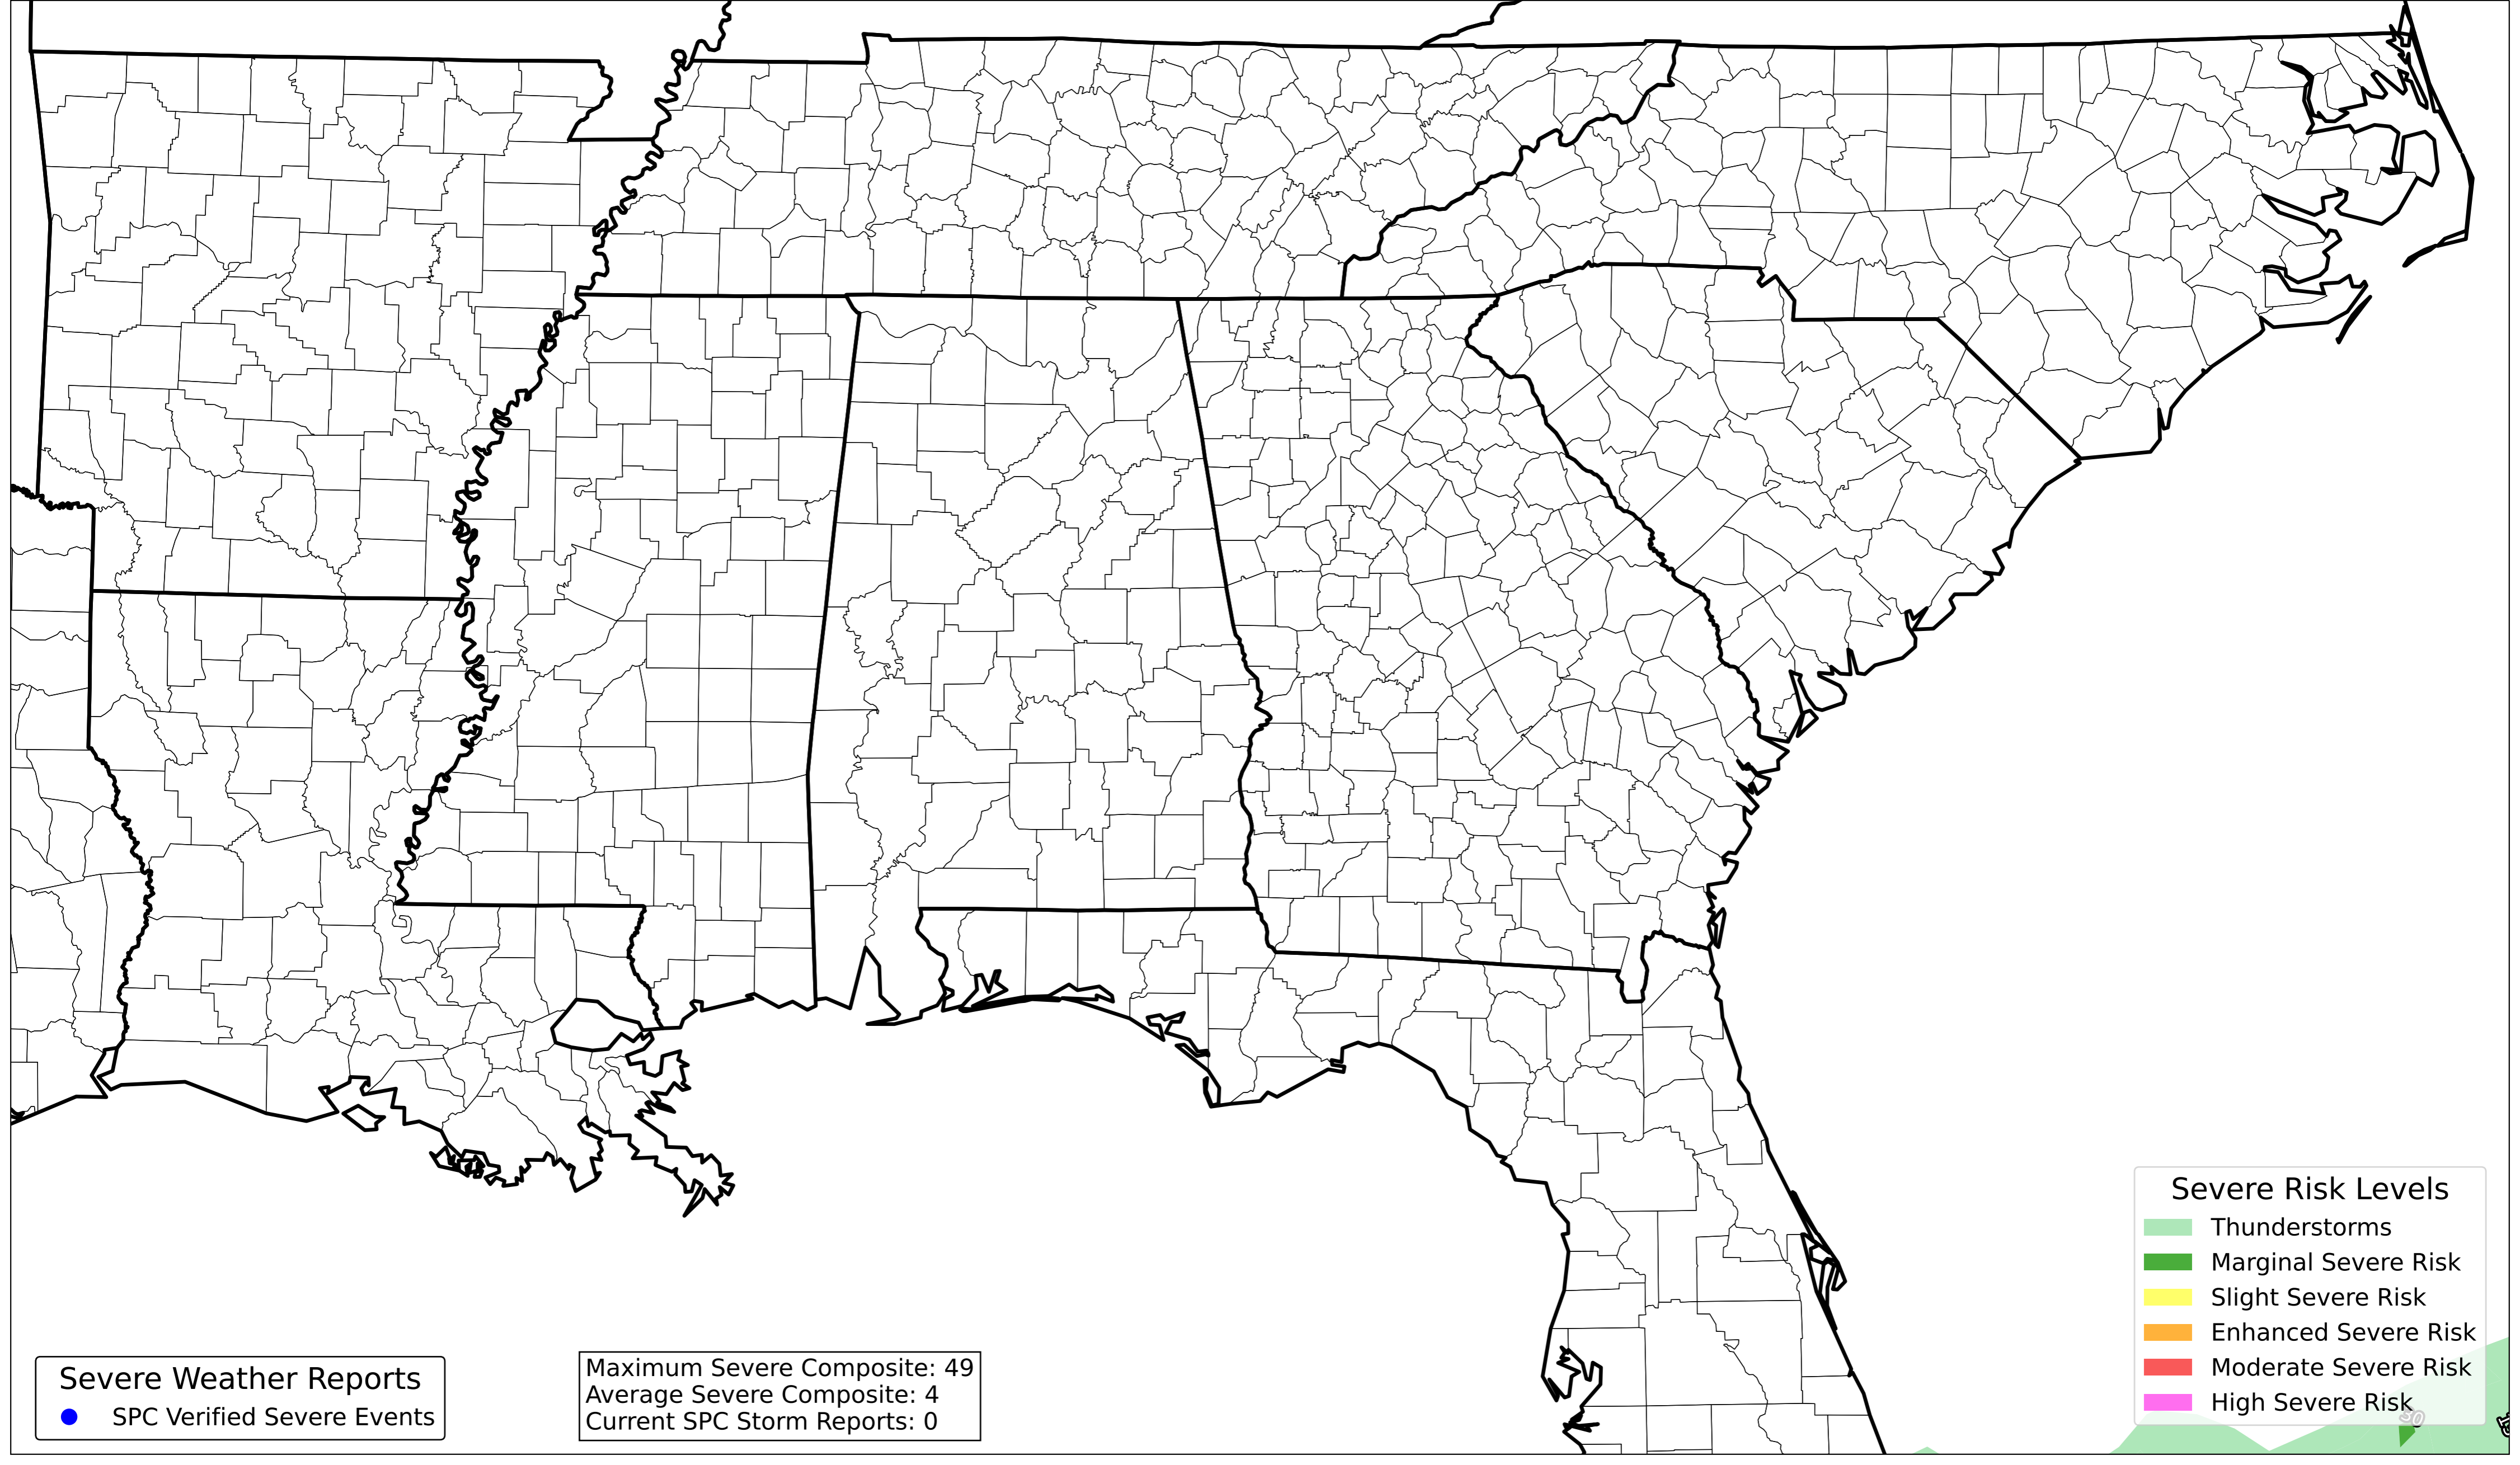 Severe Weather Reports
SPC Verified Severe Events
Maximum Severe Composite: 49
Average Severe Composite: 4
Current SPC Storm Reports: 0
Severe Risk Levels
Thunderstorms
Marginal Severe Risk
Slight Severe Risk
Enhanced Severe Risk
Moderate Severe Risk
High Severe Risk